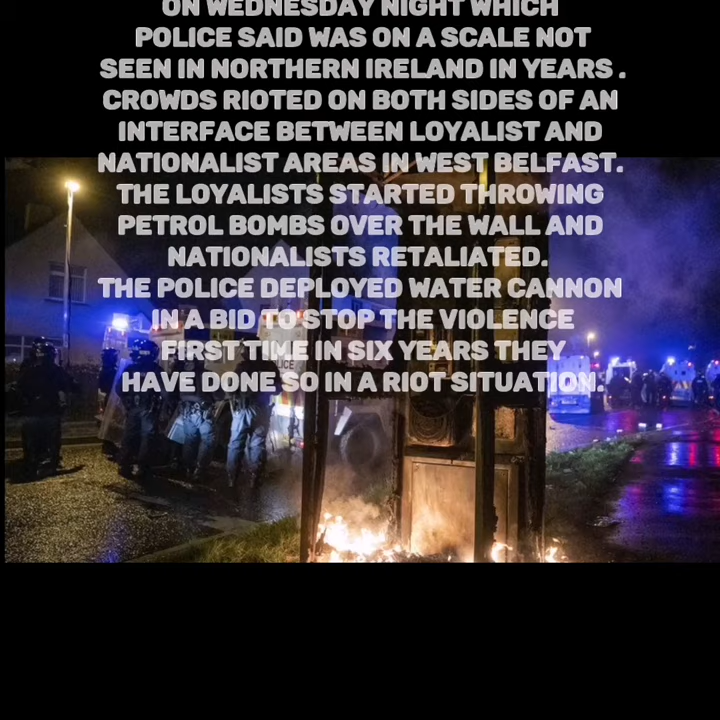 ON WEDNESDAY NIGHT WHICH
POLICE SAID WAS ON A SCALE NOT
SEEN IN NORTHERN IRELAND IN YEARS .
CROWDS RIOTED ON BOTH SIDES OF AN
INTERFACE BETWEEN LOYALIST AND
NATIONALIST AREAS IN WEST BELFAST.
THE LOYALISTS STARTED THROWING
PETROL BOMBS OVER THE WALL AND
NATIONALISTS RETALIATED.
THE POLICE DEPLOYED WATER CANNON
IN A BID TO STOP THE VIOLENCE
FIRST TIME IN SIX YEARS THEY
HAVE DONE SO IN A RIOT SITUATION.